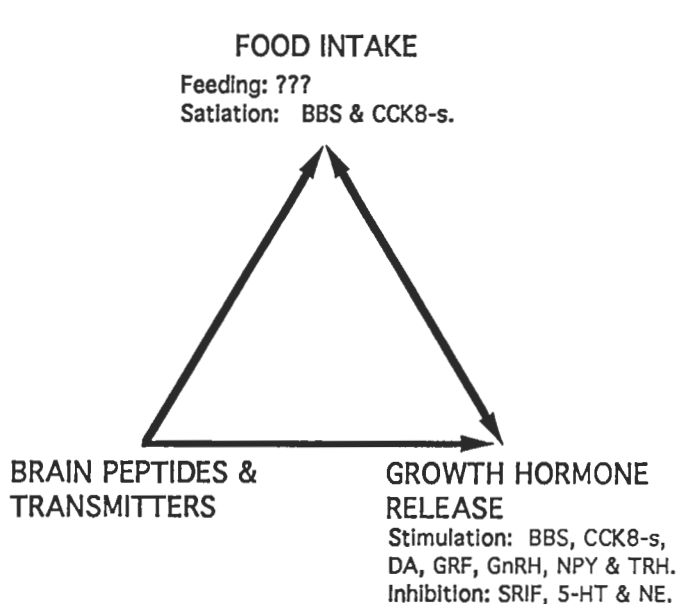 FOOD INTAKE
Feeding: ???
Satiation: BBS & CCK8-s.
BRAIN PEPTIDES &
TRANSMITTERS
GROWTH HORMONE
RELEASE
Stimulation: BBS, CCK8-s,
DA, GRF, GnRH, NPY & TRH.
Inhibition: SRIF, 5-HT & NE.